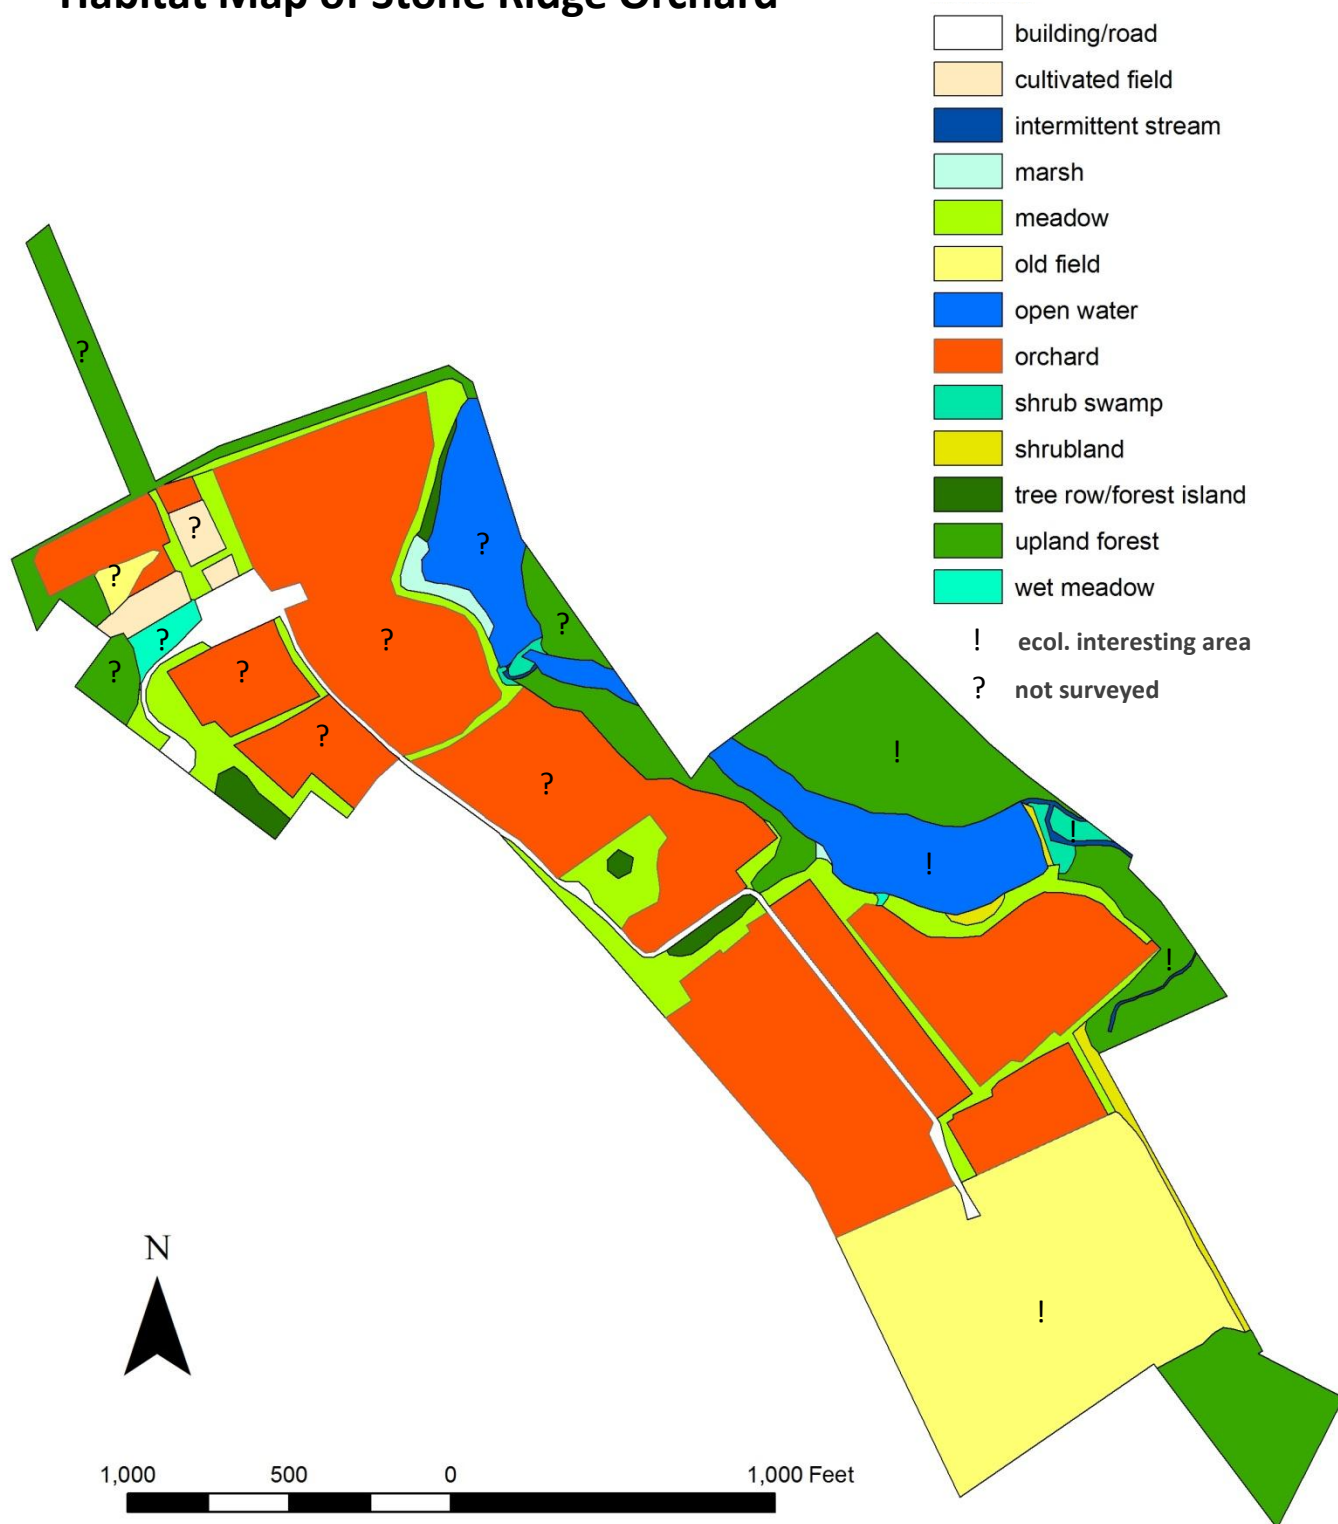 Habitat Map of Stone Ridge Orchard
building/road
cultivated field
intermittent stream
marsh
meadow
old field
open water
orchard
shrub swamp
shrubland
tree row/forest island
upland forest
wet meadow
! ecol. interesting area
? not surveyed
?
?
?
?
?
?
?
?
?
?
?
!
!
!
!
!
N
1,000 500 0 1,000 Feet